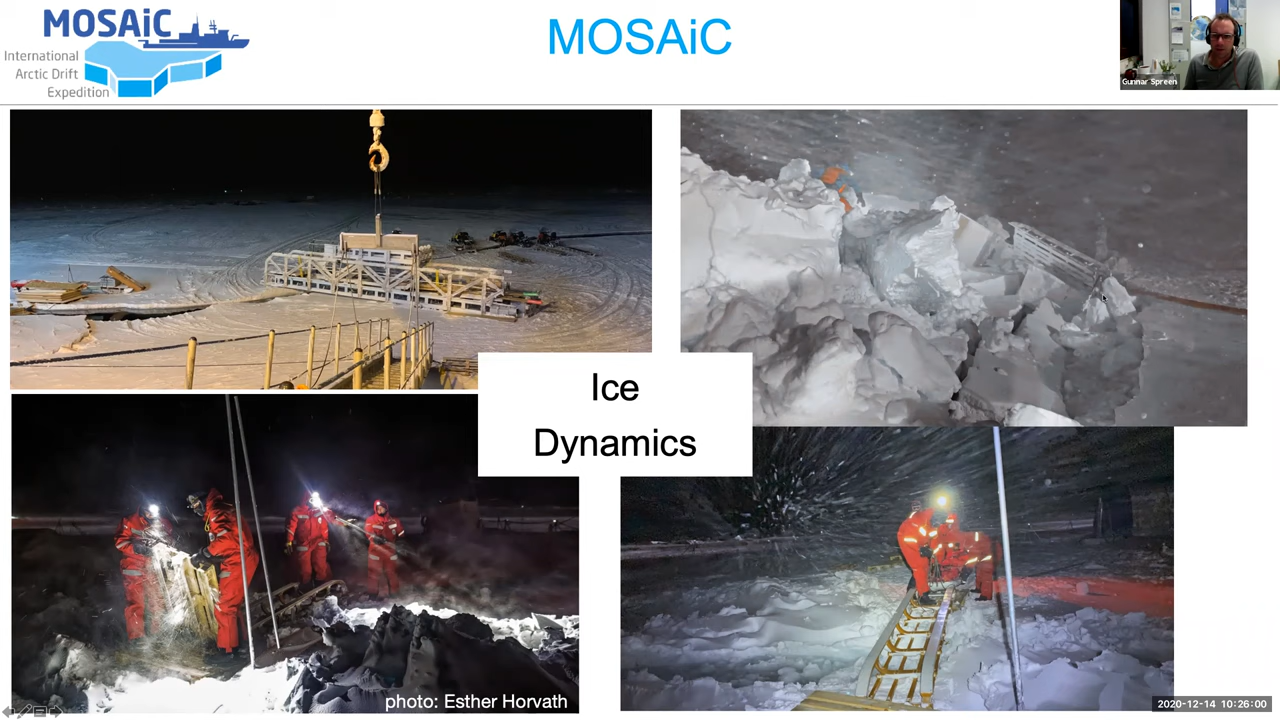 MOSAiC
International
Arctic Drift
Expedition
MOSAiC
Gunnar Spreen
Ice
Dynamics
photo: Esther Horvath
2020-12-14 10:26:00